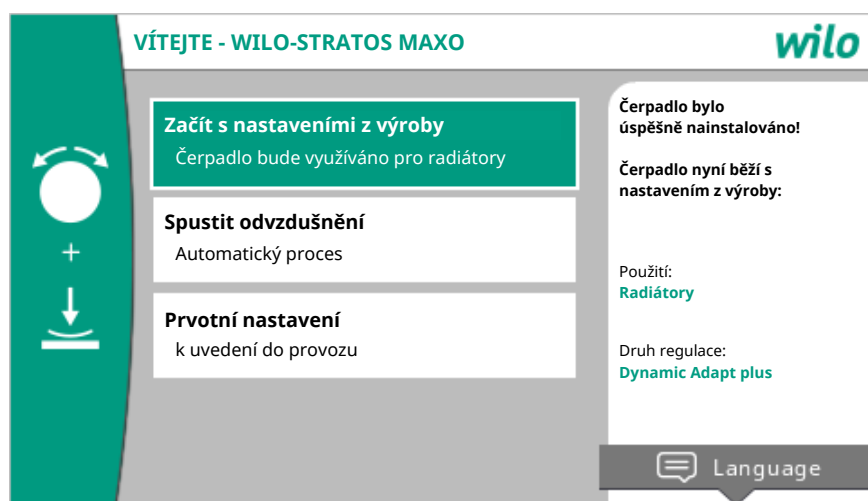 VÍTEJTE - WILO-STRATOS MAXO
wilo
Začít s nastaveními z výroby
Čerpadlo bude využíváno pro radiátory
Spustit odvzdušnění
Automatický proces
Prvotní nastavení
k uvedení do provozu
+
Čerpadlo bylo
úspěšně nainstalováno!
Čerpadlo nyní běží s
nastavením z výroby:
Použití:
Radiátory
Druh regulace:
Dynamic Adapt plus
Language